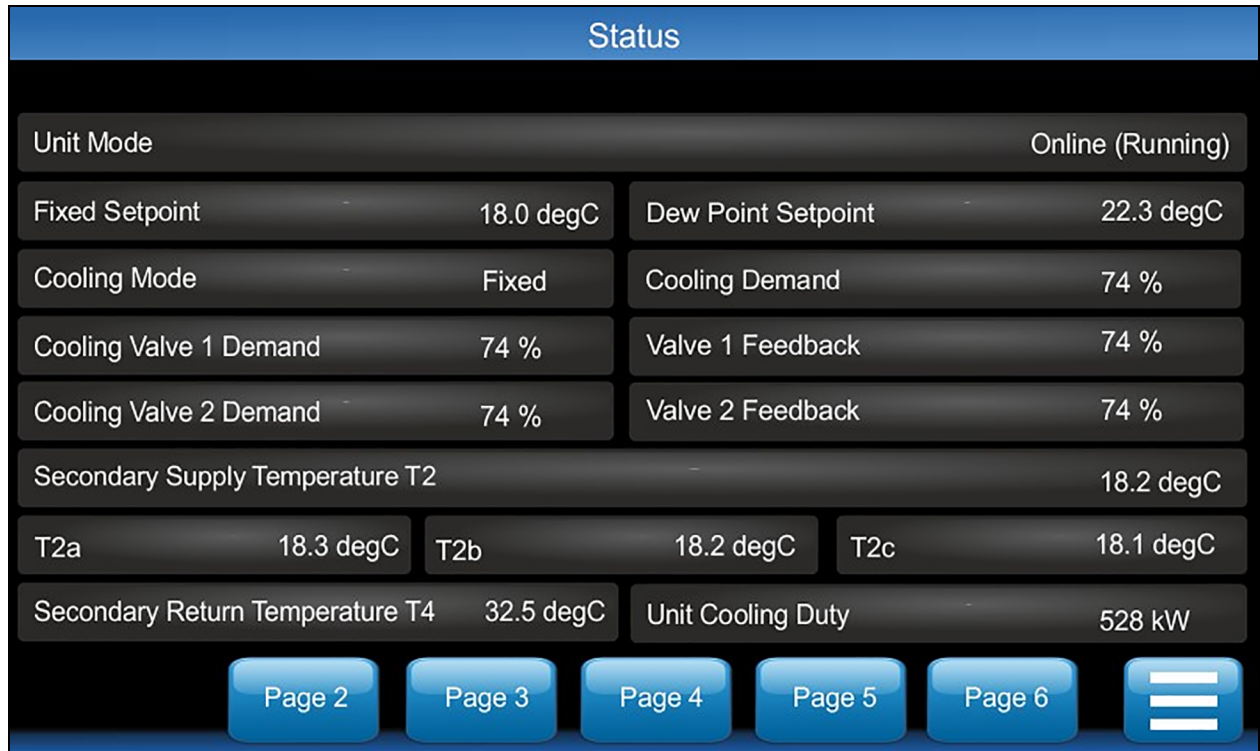 Status
Unit Mode Online (Running)
Fixed Setpoint 18.0 degC Dew Point Setpoint 22.3 degC
Cooling Mode Fixed Cooling Demand 74 %
Cooling Valve 1 Demand 74 % Valve 1 Feedback 74 %
Cooling Valve 2 Demand 74 % Valve 2 Feedback 74 %
Secondary Supply Temperature T2 18.2 degC
T2a 18.3 degC T2b 18.2 degC T2c 18.1 degC
Secondary Return Temperature T4 32.5 degC Unit Cooling Duty 528 kW
Page 2 Page 3 Page 4 Page 5 Page 6